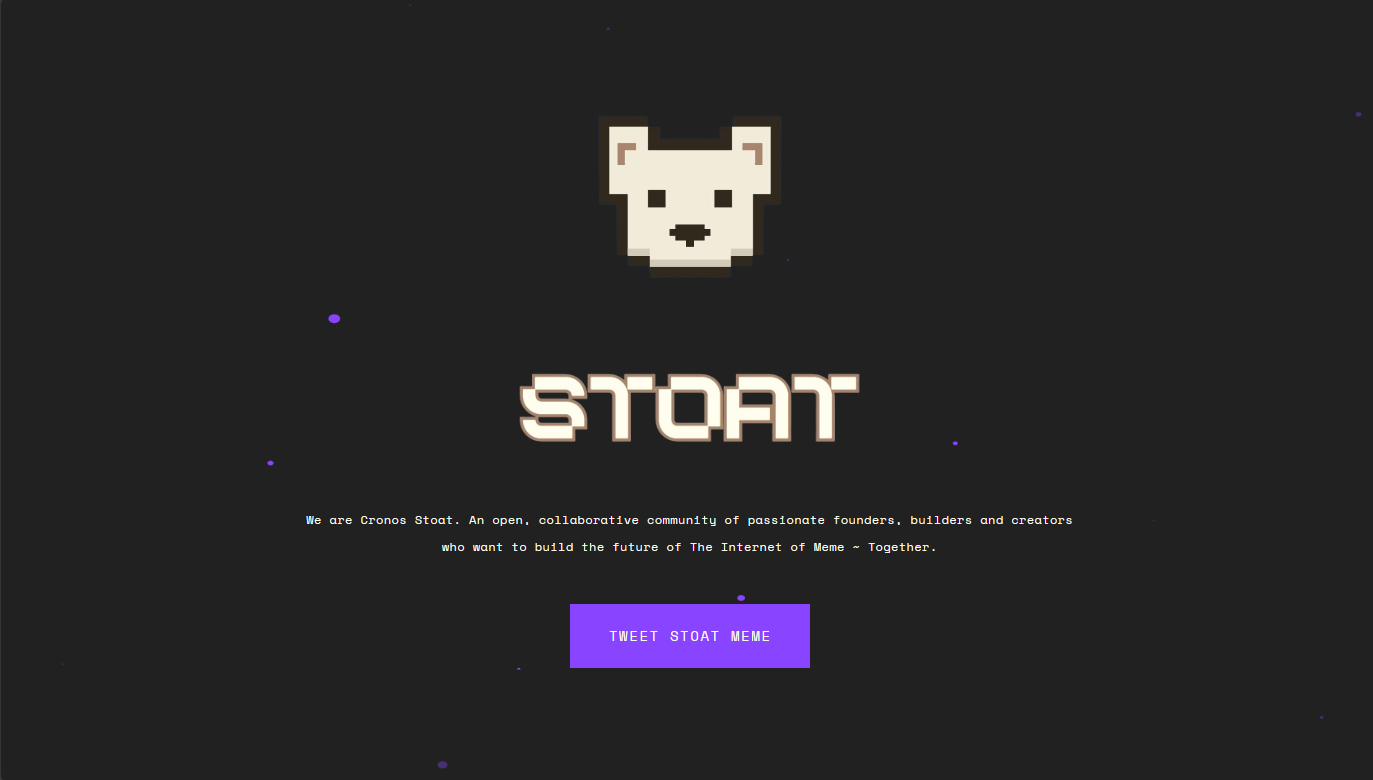 STOAT
We are Cronos Stoat. An open, collaborative community of passionate founders, builders and creators
who want to build the future of The Internet of Meme ~ Together.
TWEET STOAT MEME